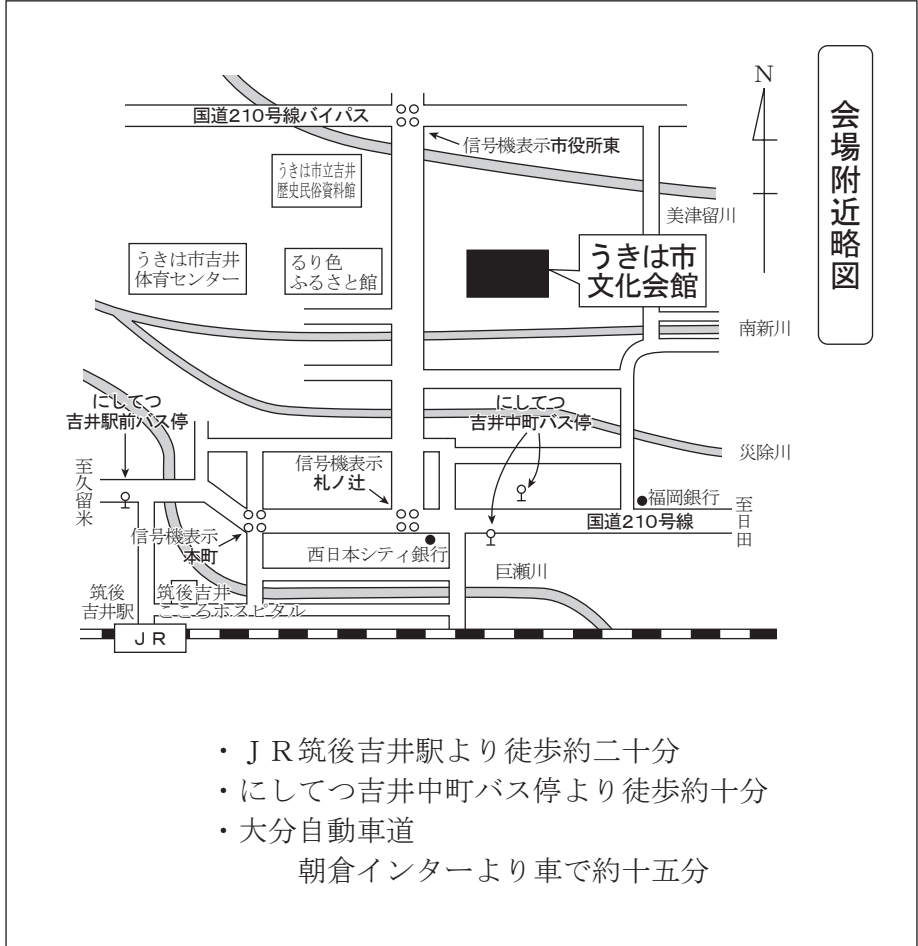 会場附近略図
N
国道210号線バイパス
信号機表示市役所東
うきは市立吉井
歴史民俗資料館
美津留川
うきは市吉井
体育センター
るり色
ふるさと館
うきは市
文化会館
南新川
にしてつ
吉井駅前バス停
にしてつ
吉井中町バス停
災除川
至久留米
信号機表示
札ノ辻
福岡銀行
国道210号線
至日田
信号機表示
本町
西日本シティ銀行
巨瀬川
筑後
吉井駅
筑後吉井
こころホスピタル
ＪＲ
・ＪＲ筑後吉井駅より徒歩約二十分
・にしてつ吉井中町バス停より徒歩約十分
・大分自動車道
朝倉インターより車で約十五分